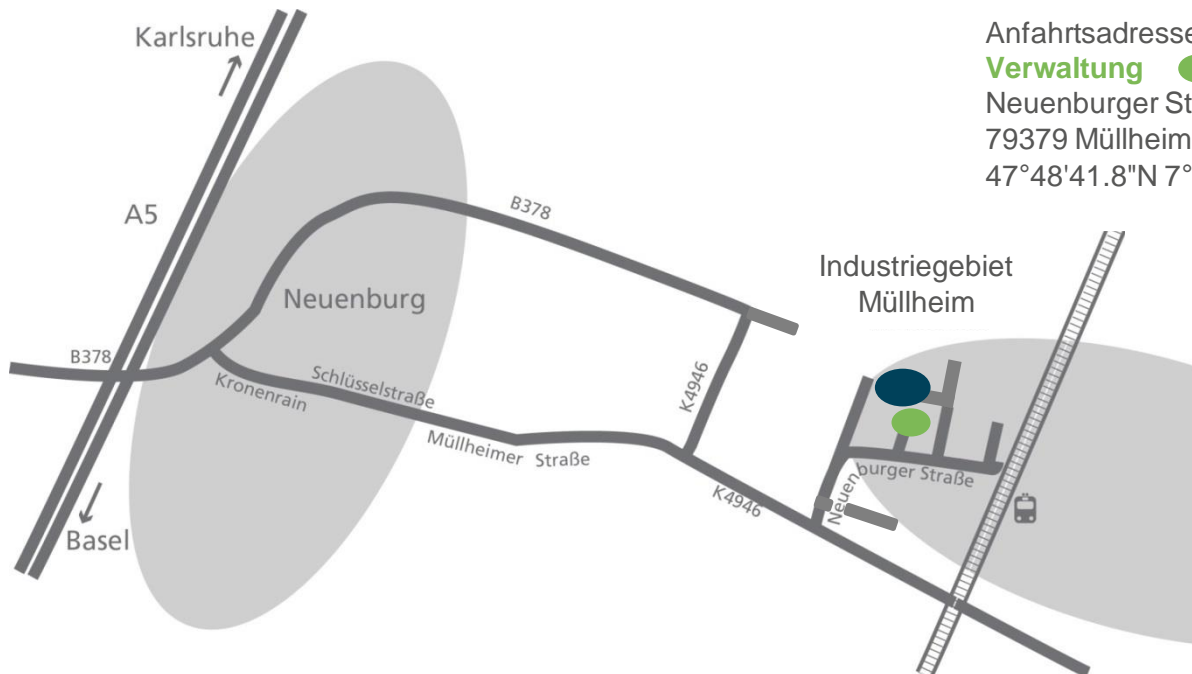 Karlsruhe
Anfahrtsadresse
Verwaltung
Neuenburger St
79379 Müllheim
47°48'41.8"N 7°
A5
B378
Industriegebiet
Müllheim
Neuenburg
B378
Schlüsselstraße
Kronenrain
K4946
Müllheimer Straße
Neuenburger Straße
K4946
Basel